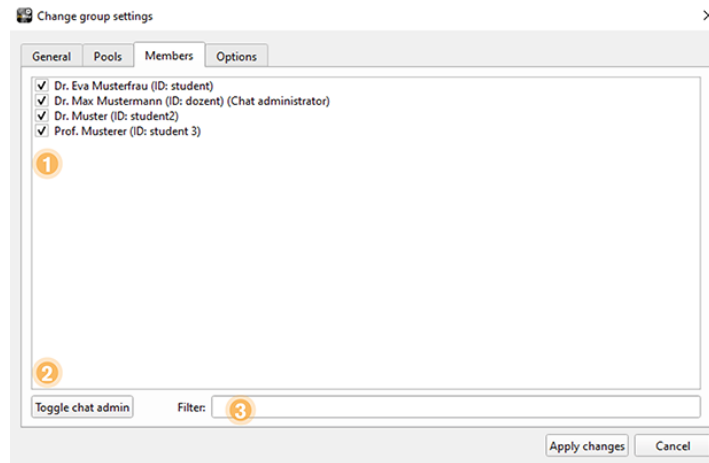 Change group settings
General Pools Members Options
Dr. Eva Musterfrau (ID: student)
Dr. Max Mustermann (ID: dozent) (Chat administrator)
Dr. Muster (ID: student2)
Prof. Musterer (ID: student 3)
1
2
Toggle chat admin Filter: 3
Apply changes Cancel